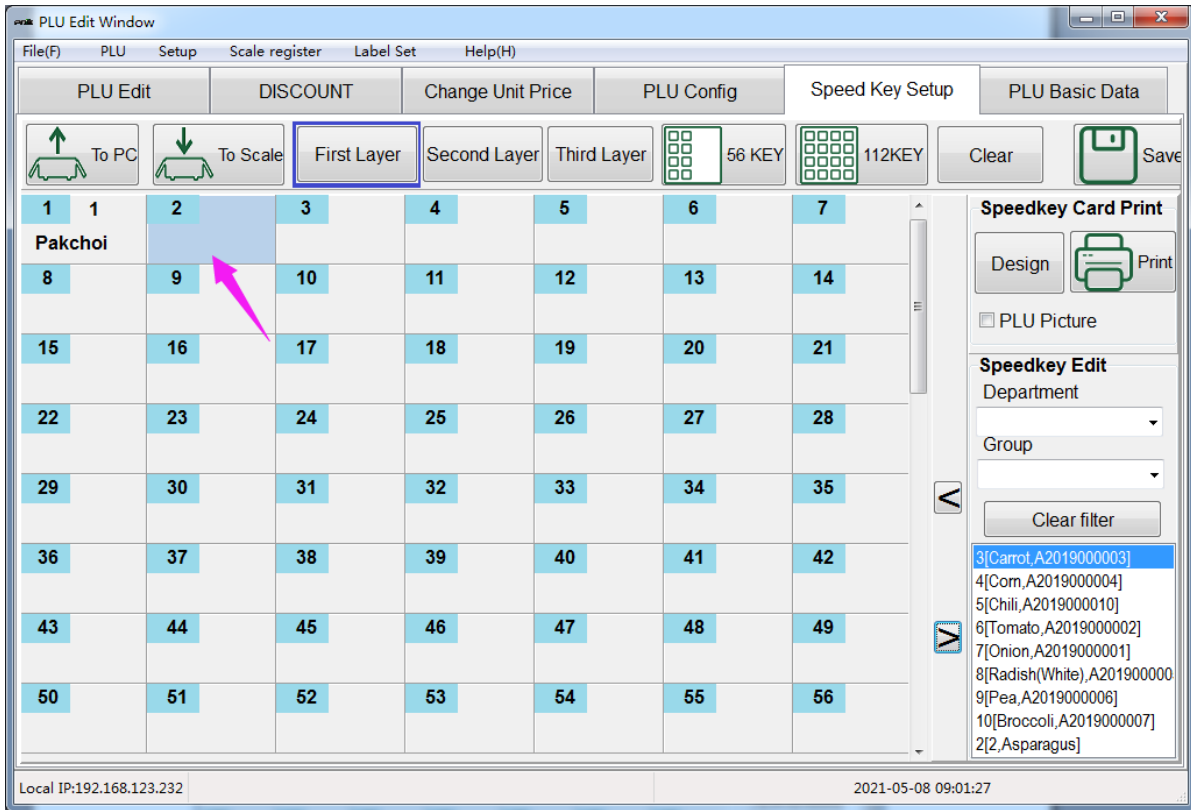 PLU Edit Window
File(F) PLU Setup Scale register Label Set Help(H)
PLU Edit DISCOUNT Change Unit Price PLU Config Speed Key Setup PLU Basic Data
To PC To Scale First Layer Second Layer Third Layer 56 KEY 112KEY Clear Save
1 1 2 3 4 5 6 7
Pakchoi
8 9 10 11 12 13 14
15 16 17 18 19 20 21
22 23 24 25 26 27 28
29 30 31 32 33 34 35
36 37 38 39 40 41 42
43 44 45 46 47 48 49
50 51 52 53 54 55 56
<
>
Speedkey Card Print
Design Print
PLU Picture
Speedkey Edit
Department
Group
Clear filter
3[Carrot,A2019000003]
4[Corn,A2019000004]
5[Chili,A2019000010]
6[Tomato,A2019000002]
7[Onion,A2019000001]
8[Radish(White),A201900000
9[Pea,A2019000006]
10[Broccoli,A2019000007]
2[2,Asparagus]
Local IP:192.168.123.232 2021-05-08 09:01:27